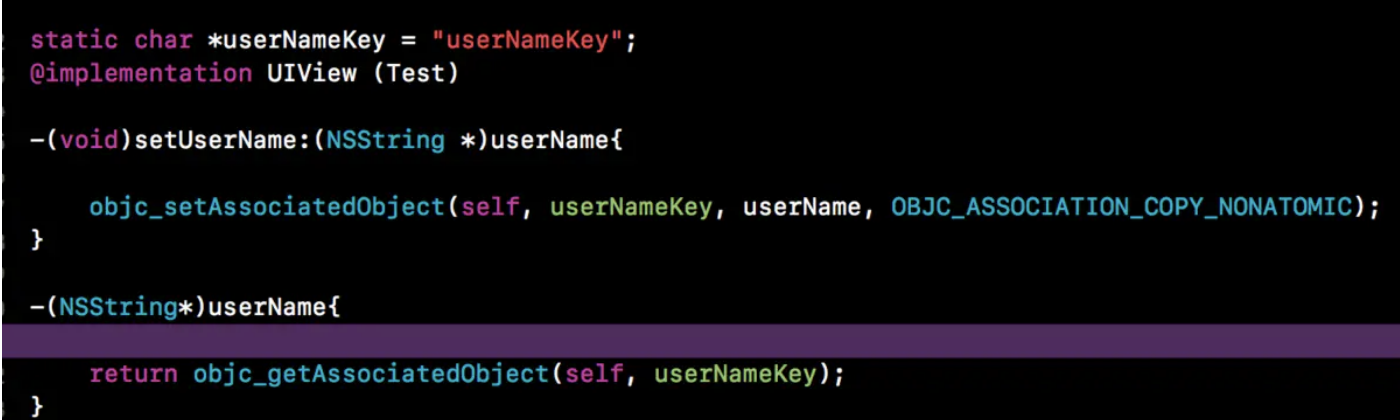 static char *userNameKey = "userNameKey";
@implementation UIView (Test)
-(void)setUserName:(NSString *)userName{
objc_setAssociatedObject(self, userNameKey, userName, OBJC_ASSOCIATION_COPY_NONATOMIC);
}
-(NSString*)userName{
return objc_getAssociatedObject(self, userNameKey);
}